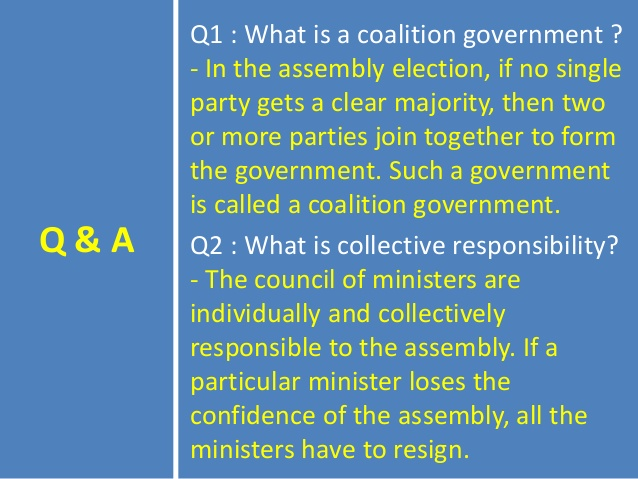 Q & A
Q1 : What is a coalition government ?
- In the assembly election, if no single
party gets a clear majority, then two
or more parties join together to form
the government. Such a government
is called a coalition government.
Q2 : What is collective responsibility?
- The council of ministers are
individually and collectively
responsible to the assembly. If a
particular minister loses the
confidence of the assembly, all the
ministers have to resign.